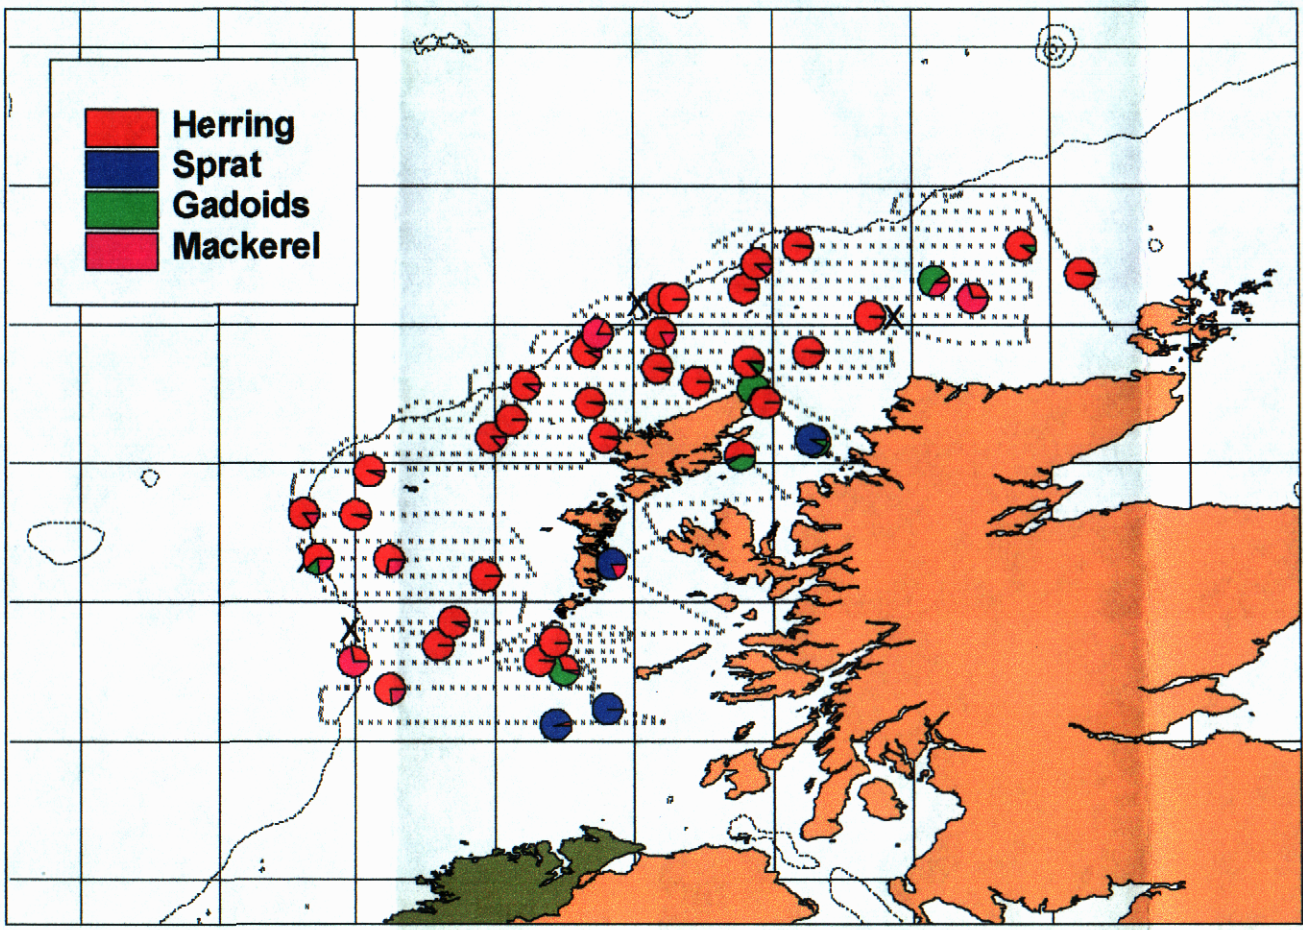 Herring
Sprat
Gadoids
Mackerel
X
X
X
X